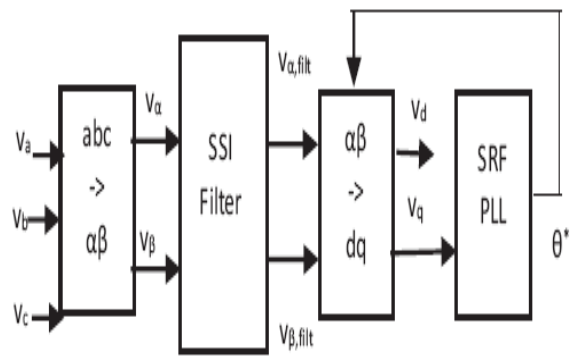 Va
Vb
Vc
abc
->
αβ
Vα
Vβ
SSI
Filter
Vα,filt
Vβ,filt
αβ
->
dq
Vd
Vq
SRF
PLL
θ*